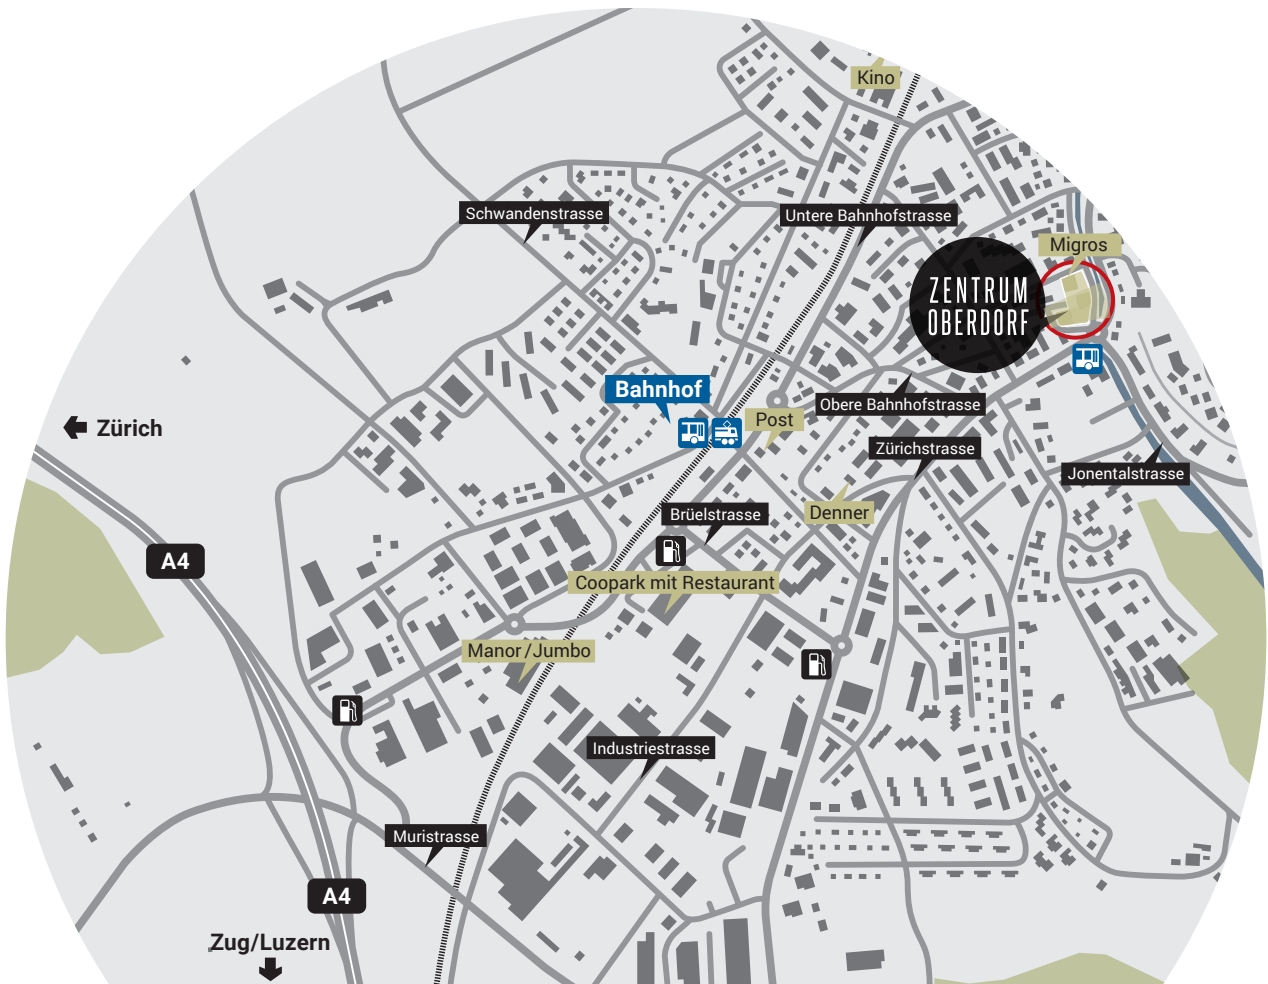 Kino
Schwandenstrasse
Untere Bahnhofstrasse
Migros
ZENTRUM
OBERDORF
Bahnhof
Obere Bahnhofstrasse
Post
Zürich
Zürichstrasse
Jonentalstrasse
Denner
Brüelstrasse
A4
Coopark mit Restaurant
Manor/Jumbo
Industriestrasse
Muristrasse
A4
Zug/Luzern